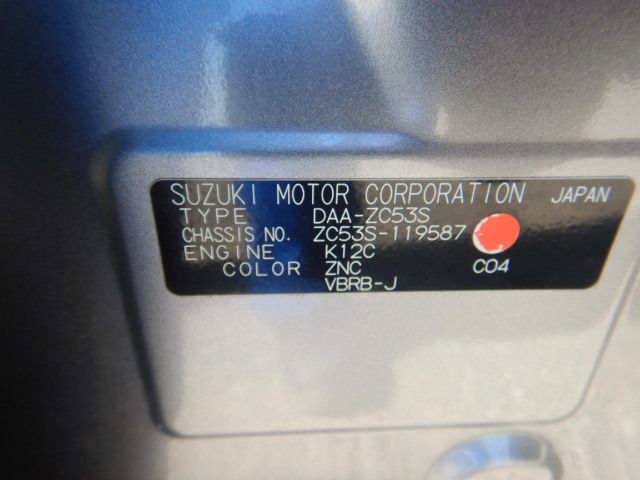 SUZUKI MOTOR CORPORATION JAPAN
TYPE DAA-ZC53S
CHASSIS NO. ZC53S-119587
ENGINE K12C
COLOR ZNC C04
VBRB-J